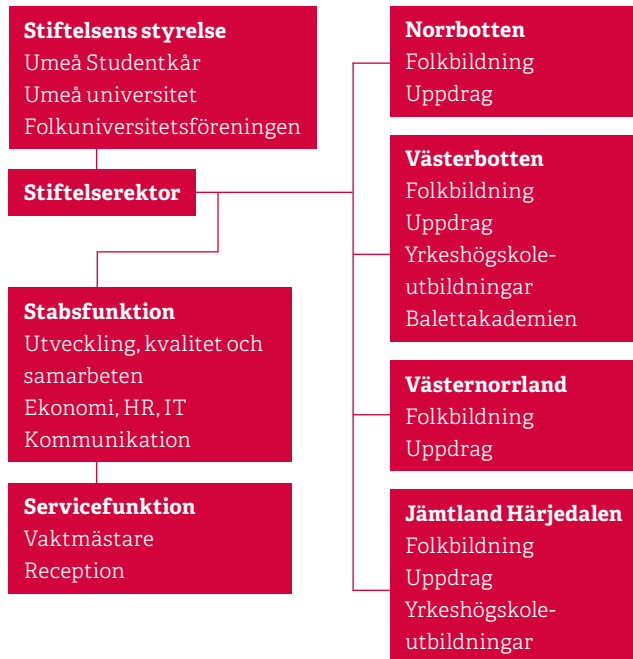 Stiftelsens styrelse
Umeå Studentkår
Umeå universitet
Folkuniversitetsföreningen
Stiftelserektor
Stabsfunktion
Utveckling, kvalitet och
samarbeten
Ekonomi, HR, IT
Kommunikation
Servicefunktion
Vaktmästare
Reception
Norrbotten
Folkbildning
Uppdrag
Västerbotten
Folkbildning
Uppdrag
Yrkeshögskole-
utbildningar
Balettakademien
Västernorrland
Folkbildning
Uppdrag
Jämtland Härjedalen
Folkbildning
Uppdrag
Yrkeshögskole-
utbildningar